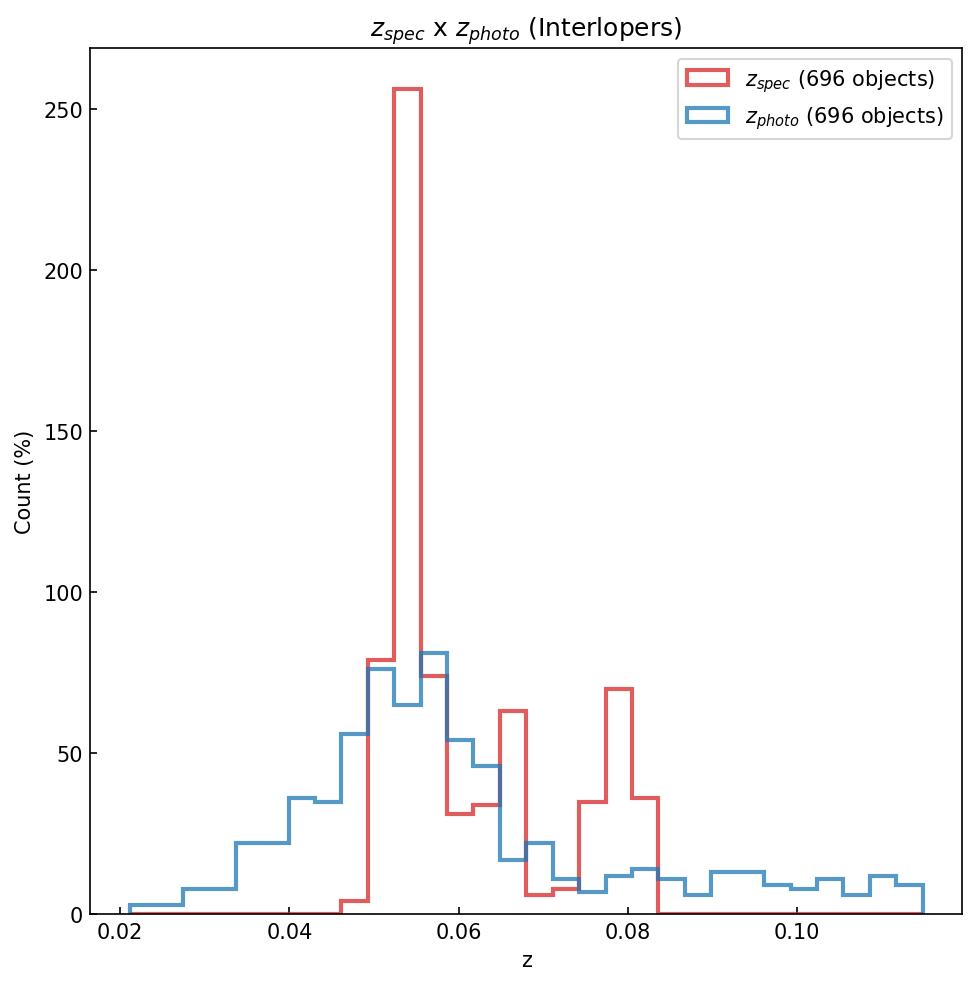 z_spec x z_photo (Interlopers)
z_spec (696 objects)
z_photo (696 objects)
Count (%)
250
200
150
100
50
0
0.02 0.04 0.06 0.08 0.10
z